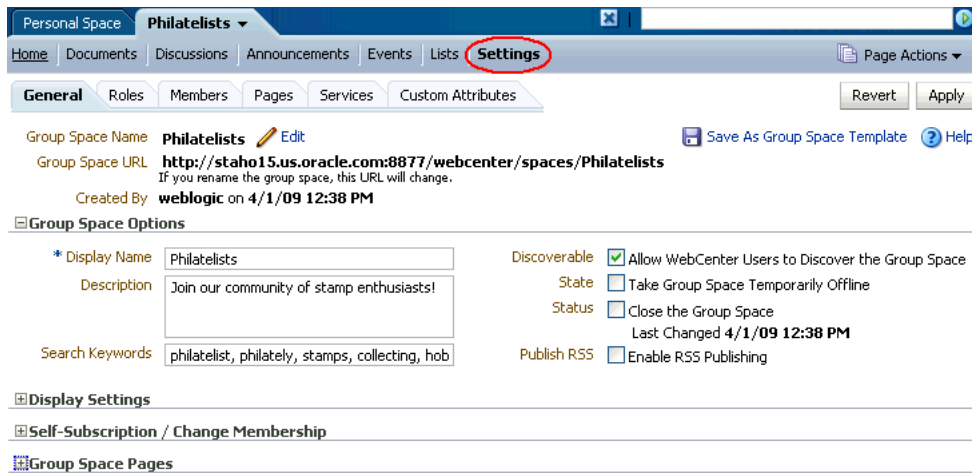 Personal Space Philatelists
Home Documents Discussions Announcements Events Lists Settings Page Actions
General Roles Members Pages Services Custom Attributes Revert Apply
Group Space Name Philatelists Edit Save As Group Space Template Help
Group Space URL http://staho15.us.oracle.com:8877/webcenter/spaces/Philatelists
If you rename the group space, this URL will change.
Created By weblogic on 4/1/09 12:38 PM
Group Space Options
* Display Name Philatelists Discoverable Allow WebCenter Users to Discover the Group Space
Description Join our community of stamp enthusiasts! State Take Group Space Temporarily Offline
Status Close the Group Space
Last Changed 4/1/09 12:38 PM
Search Keywords philatelist, philately, stamps, collecting, hob Publish RSS Enable RSS Publishing
Display Settings
Self-Subscription / Change Membership
Group Space Pages